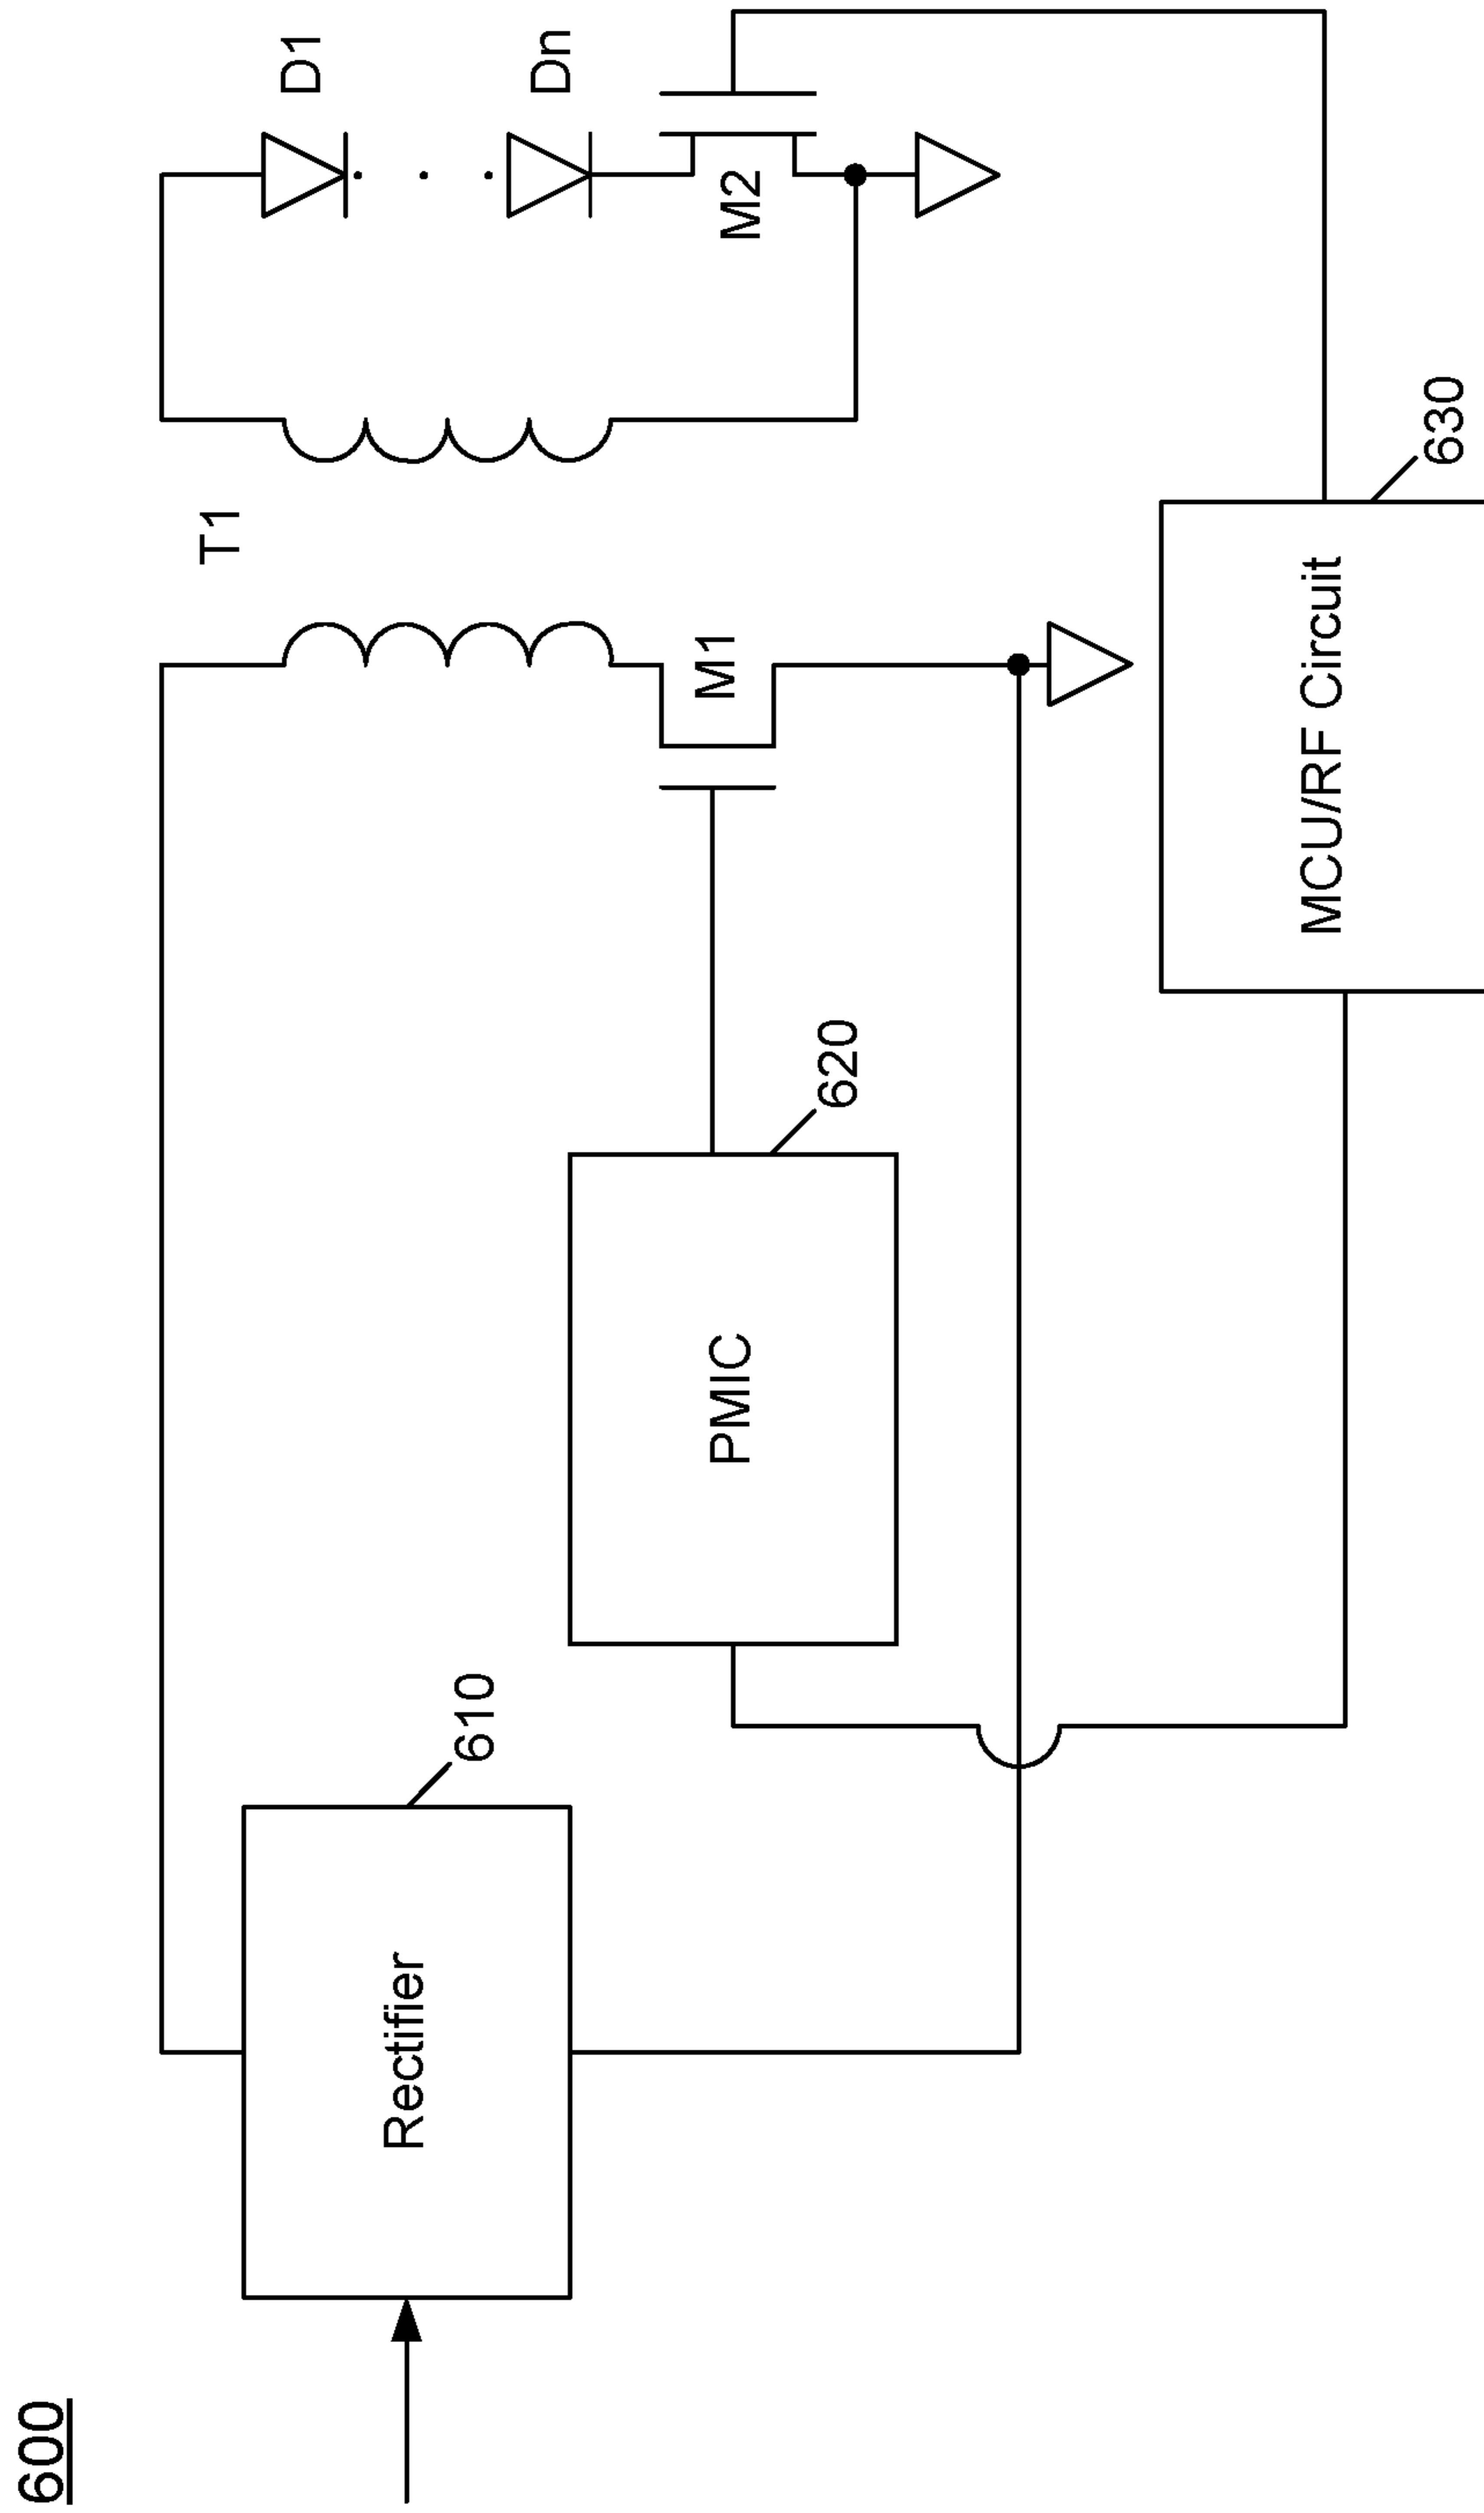 600
Rectifier
610
PMIC
620
T1
M1
D1
Dn
M2
MCU/RF Circuit
630